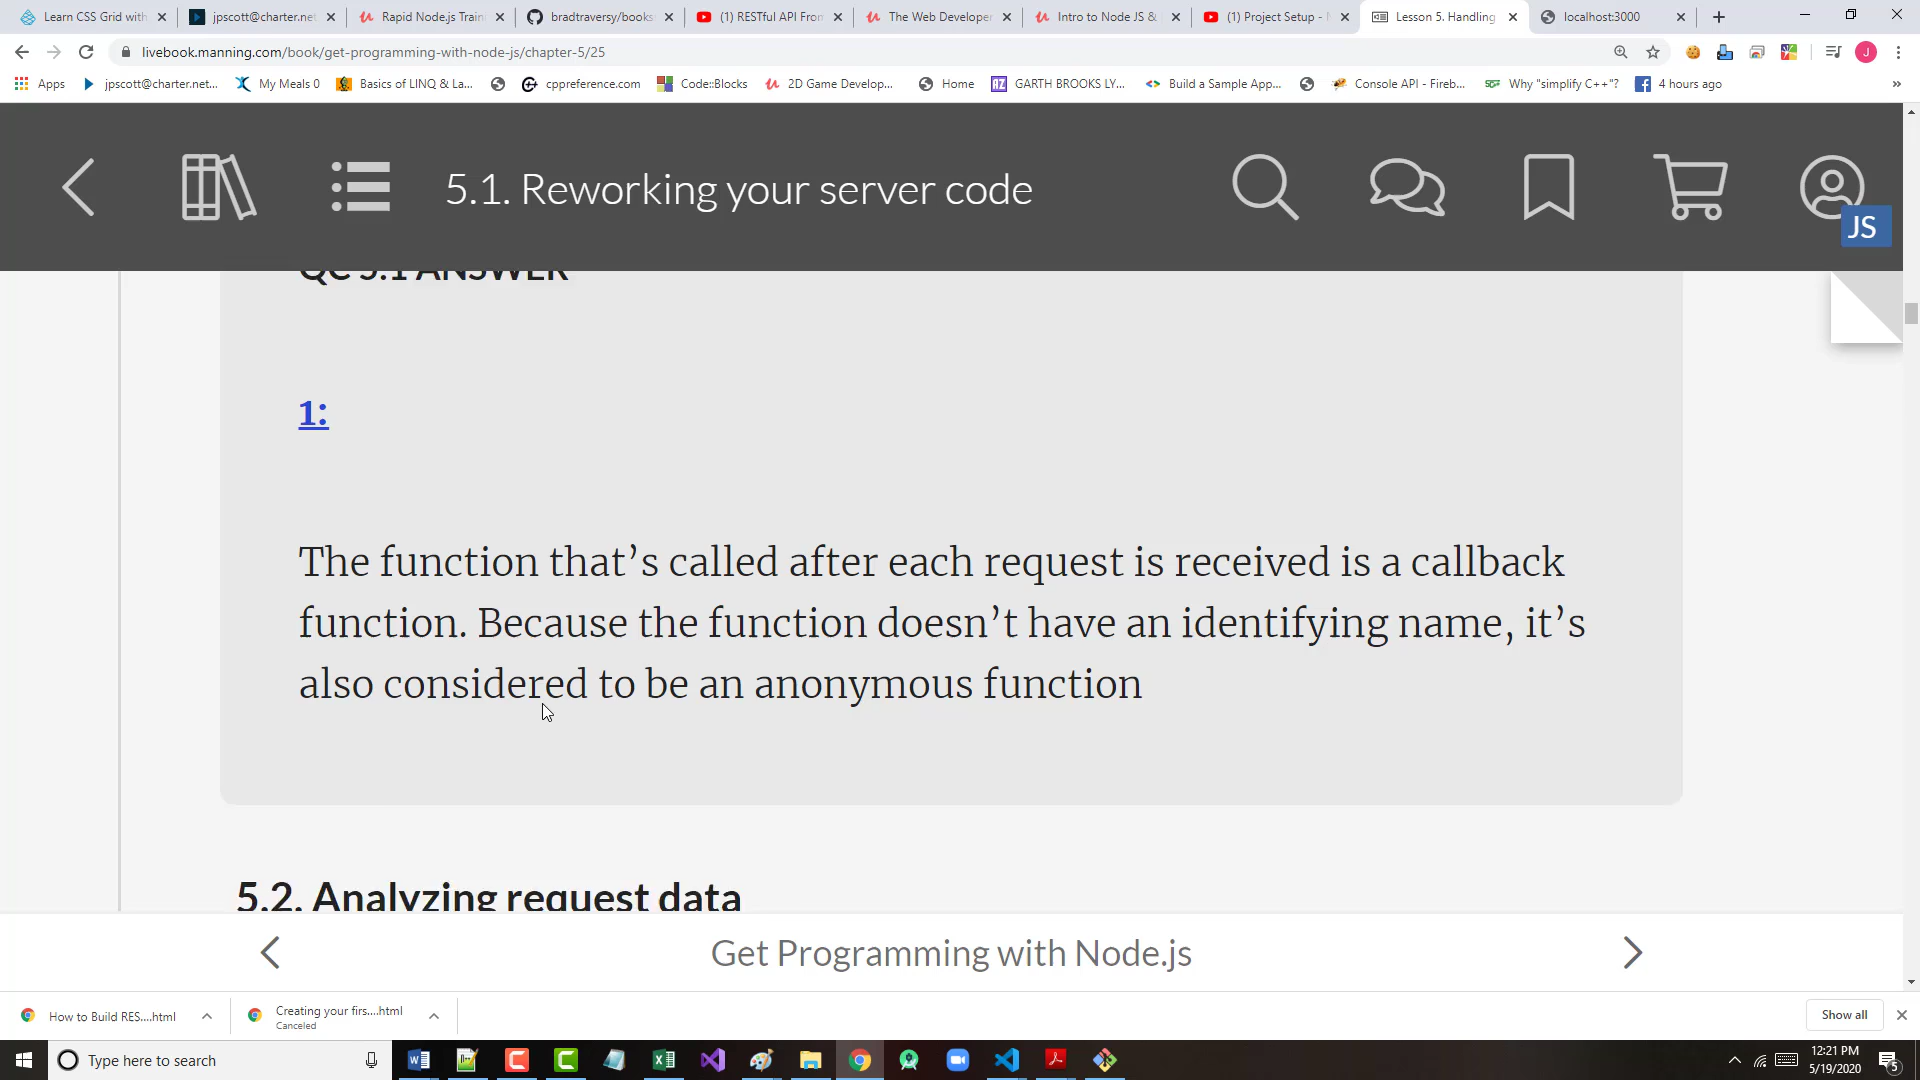 Learn CSS Grid with
jpscott@charter.net
Rapid Node.js Train
bradtraversy/books
(1) RESTful API From
The Web Developer
Intro to Node JS &
(1) Project Setup -
Lesson 5. Handling
localhost:3000
livebook.manning.com/book/get-programming-with-node-js/chapter-5/25
J
Apps
jpscott@charter.net...
My Meals 0
Basics of LINQ & La...
cppreference.com
Code::Blocks
2D Game Develop...
Home
AZ
GARTH BROOKS LY...
Build a Sample App...
Console API - Fireb...
Why "simplify C++"?
4 hours ago
»
5.1. Reworking your server code
JS
QC 5.1 ANSWER
1:
The function that’s called after each request is received is a callback
function. Because the function doesn’t have an identifying name, it’s
also considered to be an anonymous function
5.2. Analyzing request data
Get Programming with Node.js
How to Build RES....html
Creating your firs....html
Canceled
Show all
Type here to search
12:21 PM
5/19/2020
5